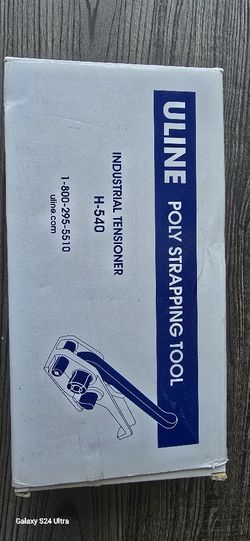 ULINE
POLY STRAPPING TOOL
INDUSTRIAL TENSIONER
H-540
1-800-295-5510
uline.com
Galaxy S24 Ultra